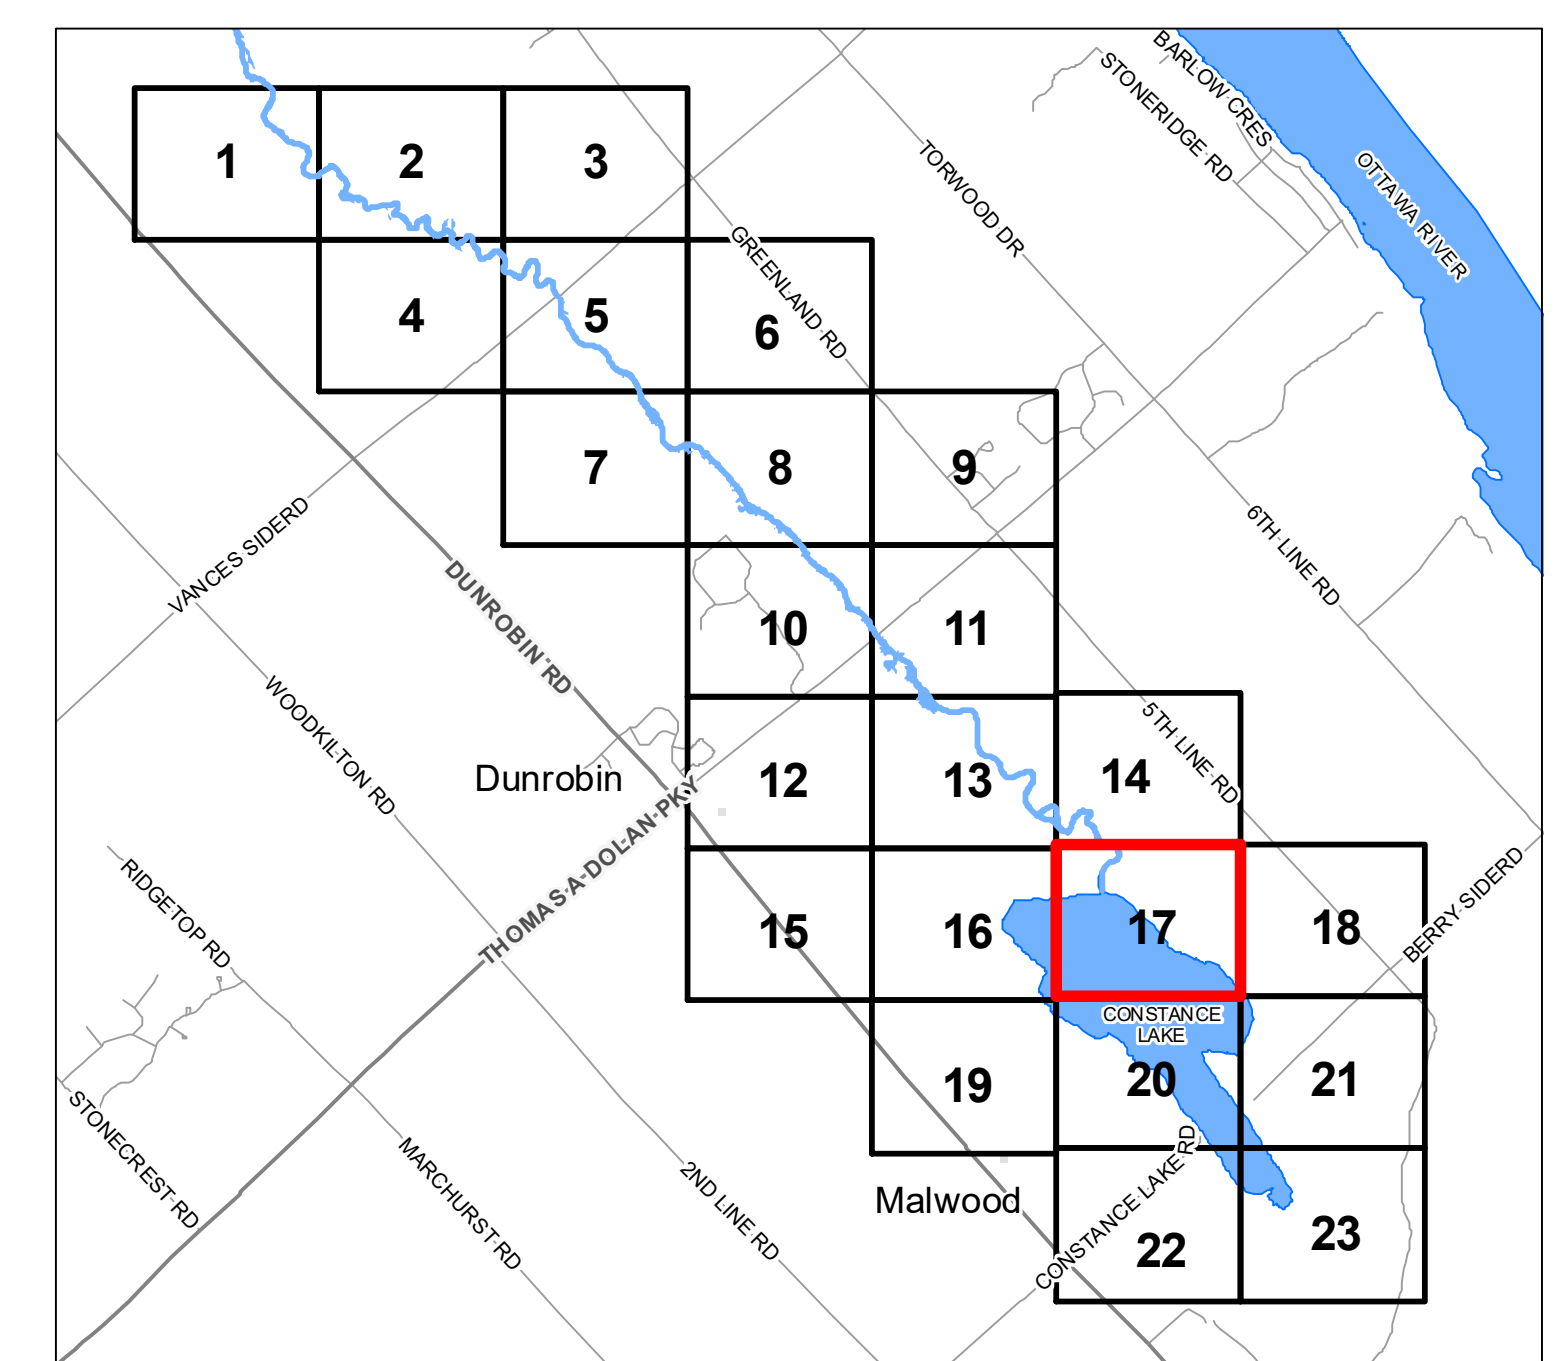 BARLOW CRES
STONERIDGE RD
OTTAWA RIVER
TORWOOD DR
1
2
3
GREENLAND RD
4
5
6
7
8
9
VANCES SIDERD
6TH LINE RD
DUNROBIN RD
10
11
WOODKILTON RD
5TH LINE RD
Dunrobin
12
13
14
THOMAS A DOLAN PKY
RIDGETOP RD
15
16
17
18
BERRY SIDERD
CONSTANCE
LAKE
19
20
21
STONECREST RD
MARCHURST RD
2ND LINE RD
Malwood
CONSTANCE LAKE RD
22
23